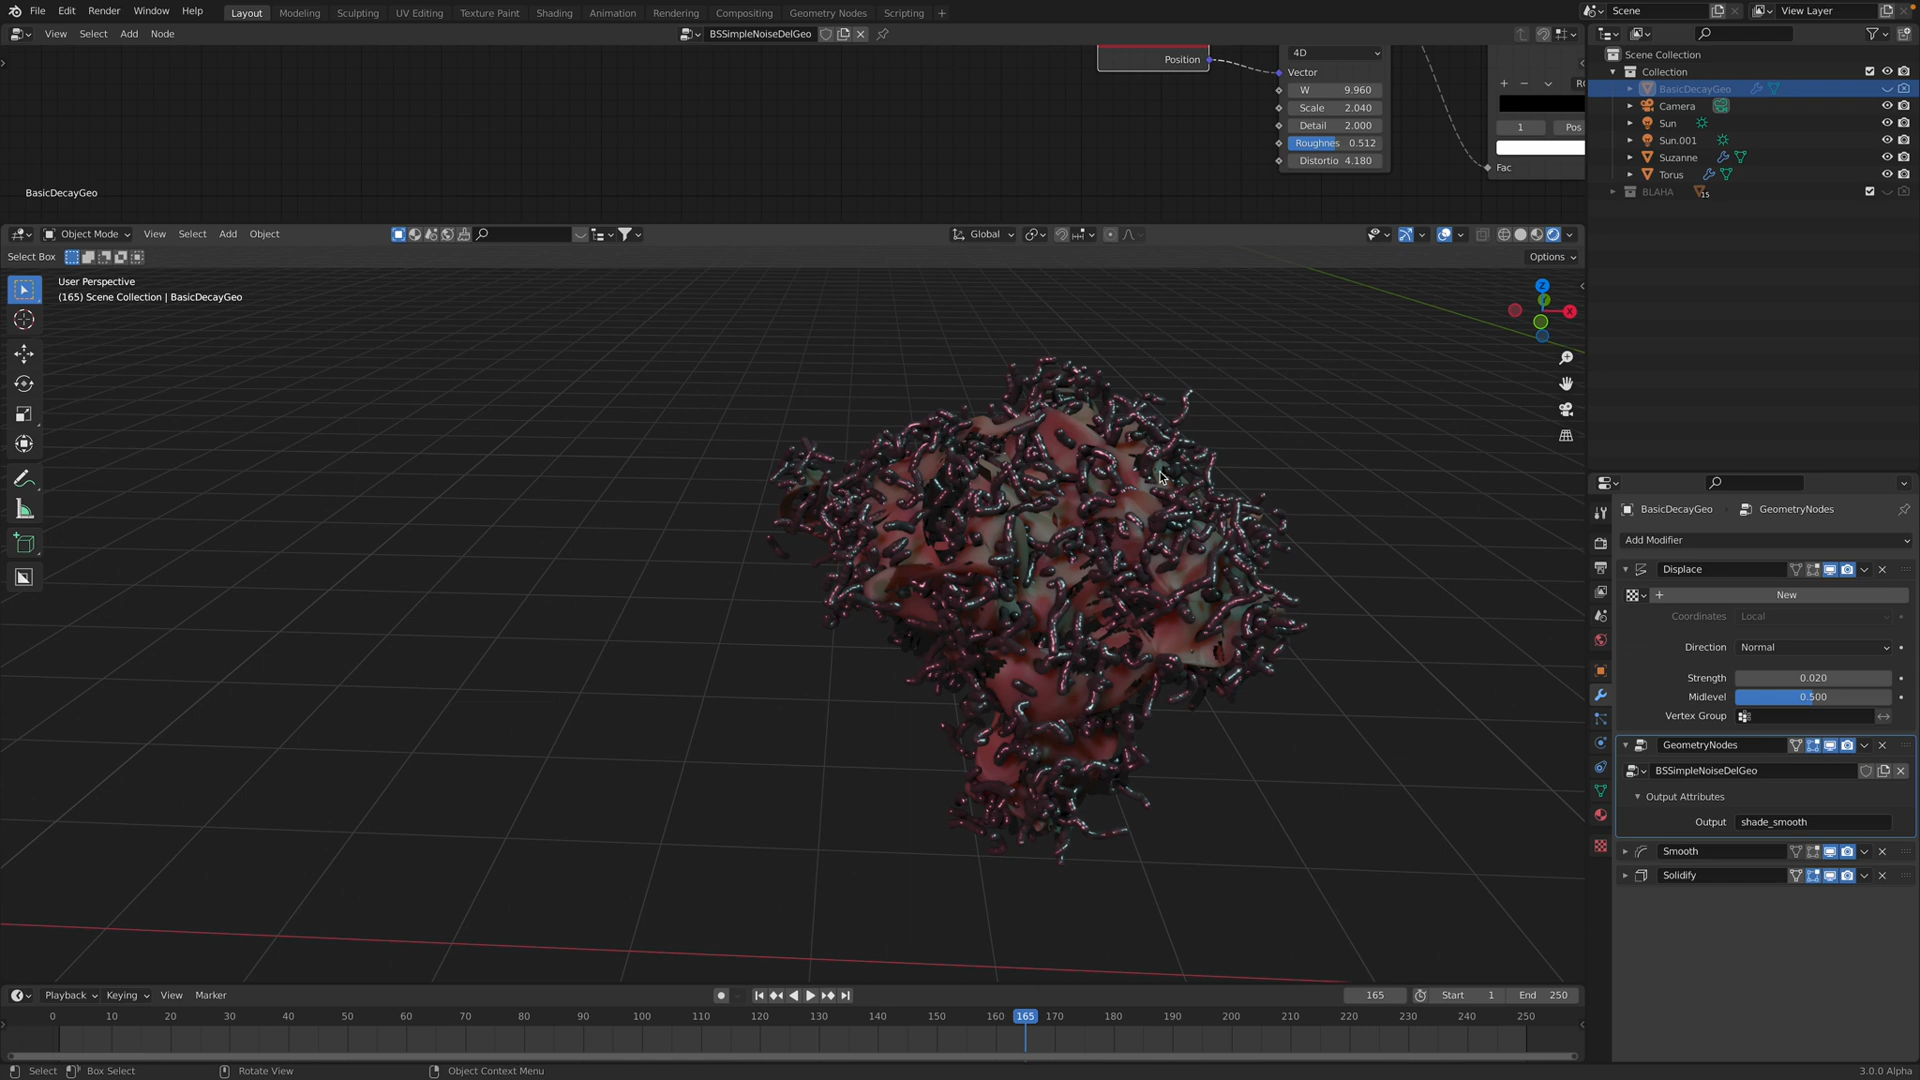 File Edit Render Window Help Layout Modeling Sculpting UV Editing Texture Paint Shading Animation Rendering Compositing Geometry Nodes Scripting + Scene View Layer
View Select Add Node BSSimpleNoiseDelGeo
Position
4D
Vector
W 9.960
Scale 2.040
Detail 2.000
Roughnes 0.512
Distortio 4.180
1 Pos
Fac
BasicDecayGeo
Scene Collection
Collection
BasicDecayGeo
Camera
Sun
Sun.001
Suzanne
Torus
BLAHA 15
Object Mode View Select Add Object Global
Select Box Options
User Perspective
(165) Scene Collection | BasicDecayGeo
Z
Y
X
BasicDecayGeo GeometryNodes
Add Modifier
Displace
New
Coordinates Local
Direction Normal
Strength 0.020
Midlevel 0.500
Vertex Group
GeometryNodes
BSSimpleNoiseDelGeo
Output Attributes
Output shade_smooth
Smooth
Solidify
Playback Keying View Marker 165 Start 1 End 250
0 10 20 30 40 50 60 70 80 90 100 110 120 130 140 150 160 165 170 180 190 200 210 220 230 240 250
Select Box Select Rotate View Object Context Menu 3.0.0 Alpha